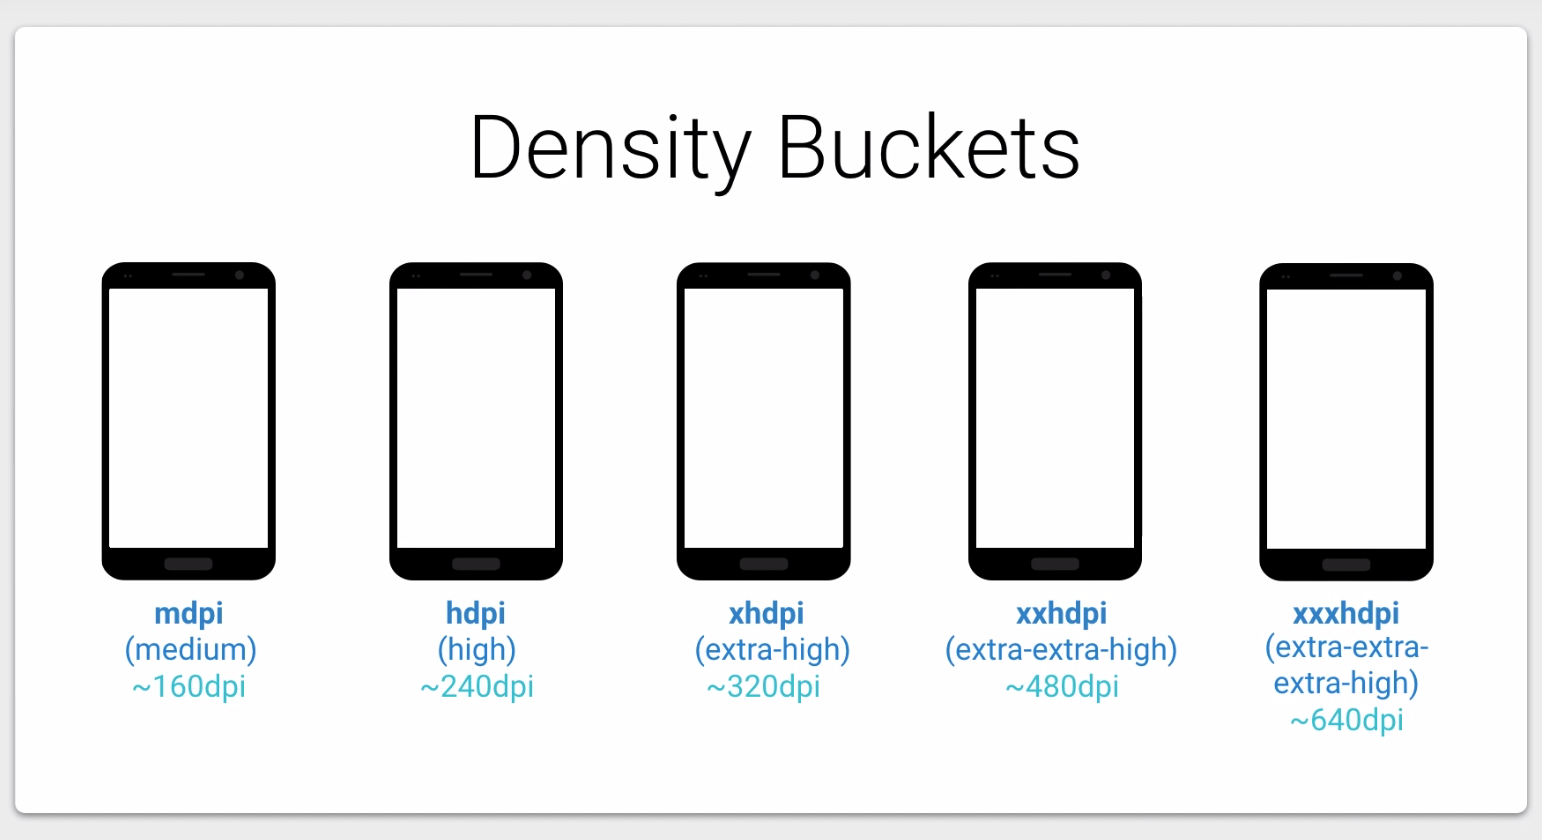 Density Buckets
mdpi
(medium)
~160dpi
hdpi
(high)
~240dpi
xhdpi
(extra-high)
~320dpi
xxhdpi
(extra-extra-high)
~480dpi
xxxhdpi
(extra-extra-
extra-high)
~640dpi